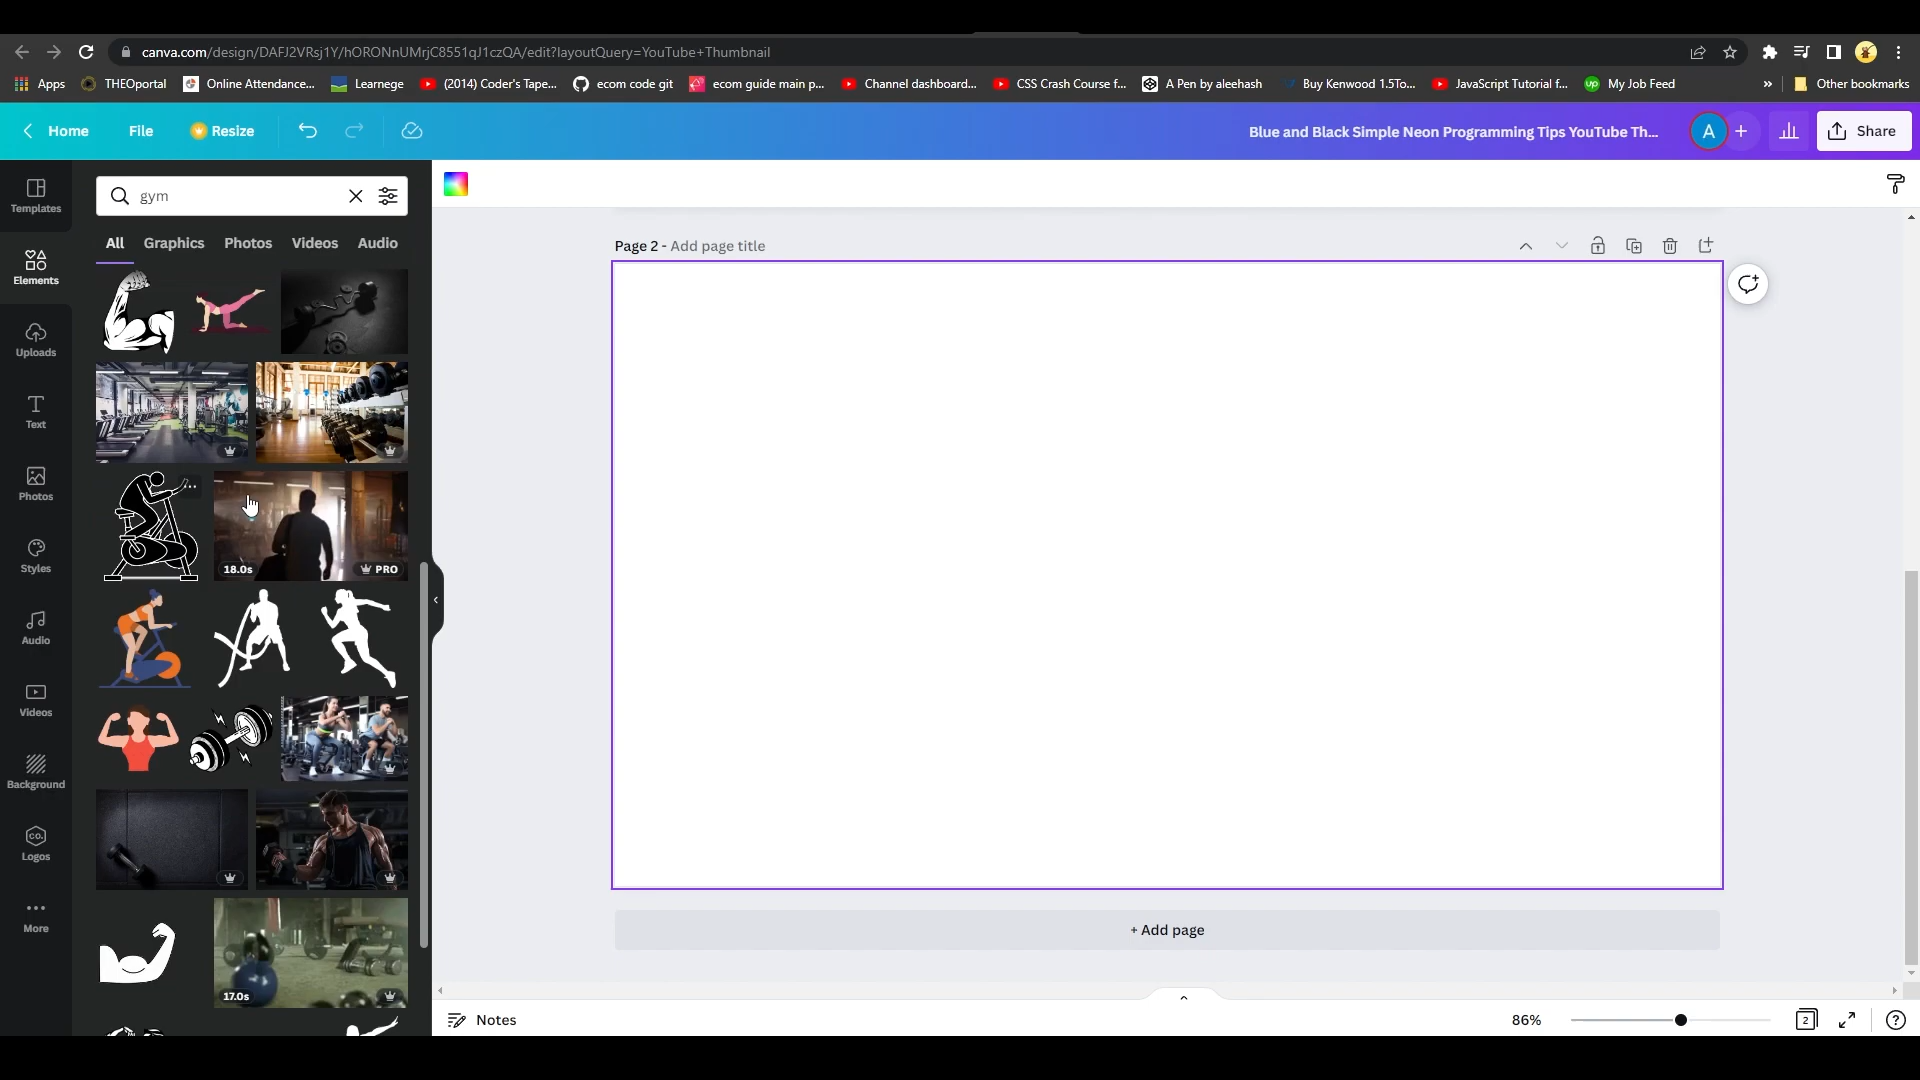 canva.com/design/DAFJ2VRsj1Y/hORONnUMrjC8551qJ1czQA/edit?layoutQuery=YouTube+Thumbnail
Apps THEOportal Online Attendance... Learnege (2014) Coder's Tape... ecom code git ecom guide main p... Channel dashboard... CSS Crash Course f... A Pen by aleehash Buy Kenwood 1.5To... JavaScript Tutorial f... My Job Feed » Other bookmarks
Home File Resize Blue and Black Simple Neon Programming Tips YouTube Th... A + Share
Templates
Elements
Uploads
Text
Photos
Styles
Audio
Videos
Background
CO.
Logos
More
gym
All Graphics Photos Videos Audio
18.0s PRO
17.0s
Page 2 - Add page title
+ Add page
Notes 86% 2 ?